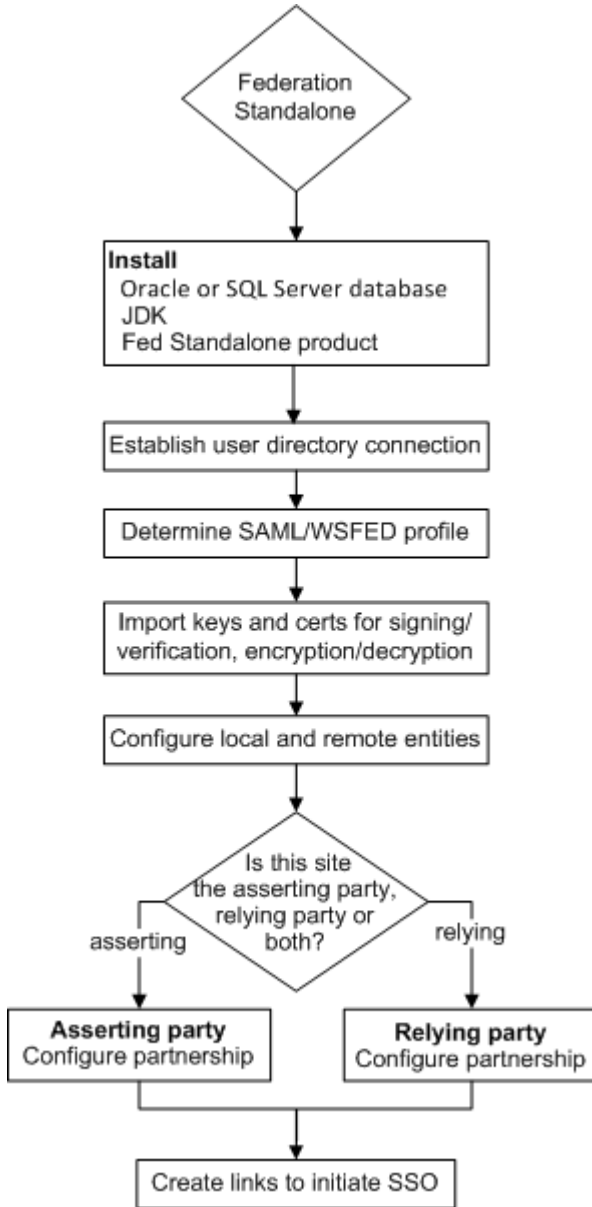 Federation
Standalone
Install
Oracle or SQL Server database
JDK
Fed Standalone product
Establish user directory connection
Determine SAML/WSFED profile
Import keys and certs for signing/
verification, encryption/decryption
Configure local and remote entities
Is this site
the asserting party,
relying party or
both?
asserting
relying
Asserting party
Configure partnership
Relying party
Configure partnership
Create links to initiate SSO